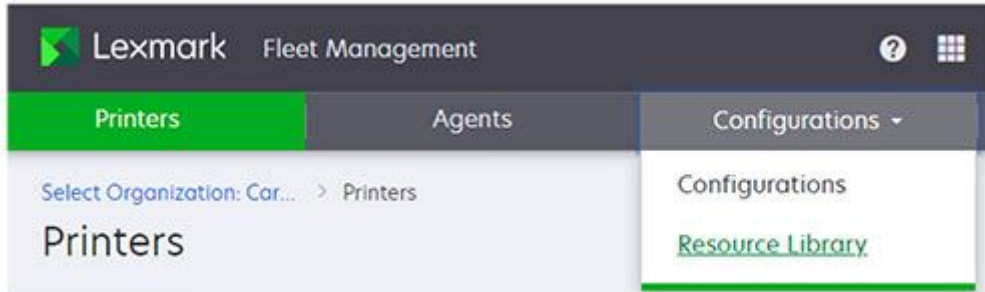 Lexmark Fleet Management
Printers Agents Configurations
Configurations
Select Organization: Car... > Printers
Resource Library
Printers